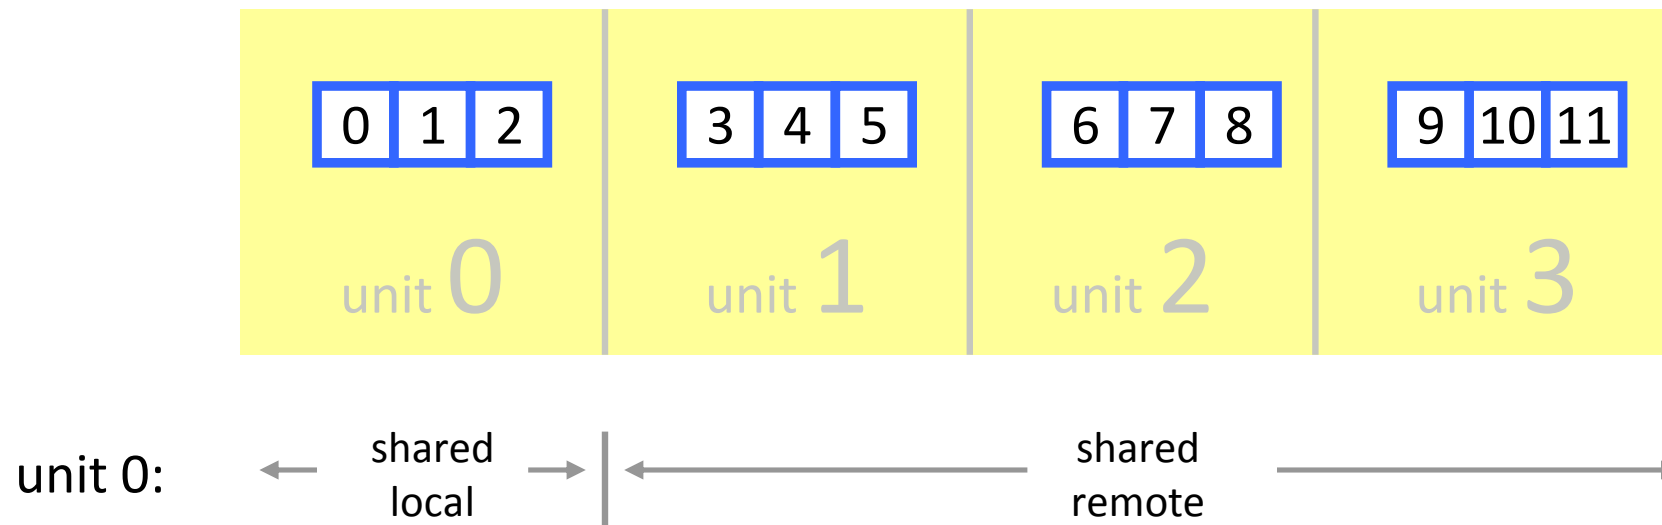 0 1 2 3 4 5 6 7 8 9 10 11
unit 0 unit 1 unit 2 unit 3
unit 0:
shared
local
shared
remote